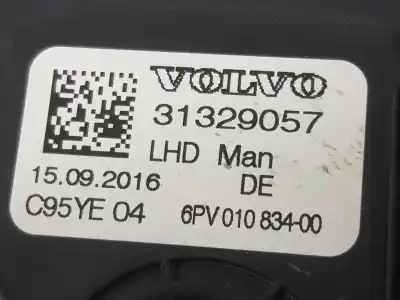 VOLVO
31329057
LHD Man
15.09.2016 DE
C95YE 04 6PV 010 834-00